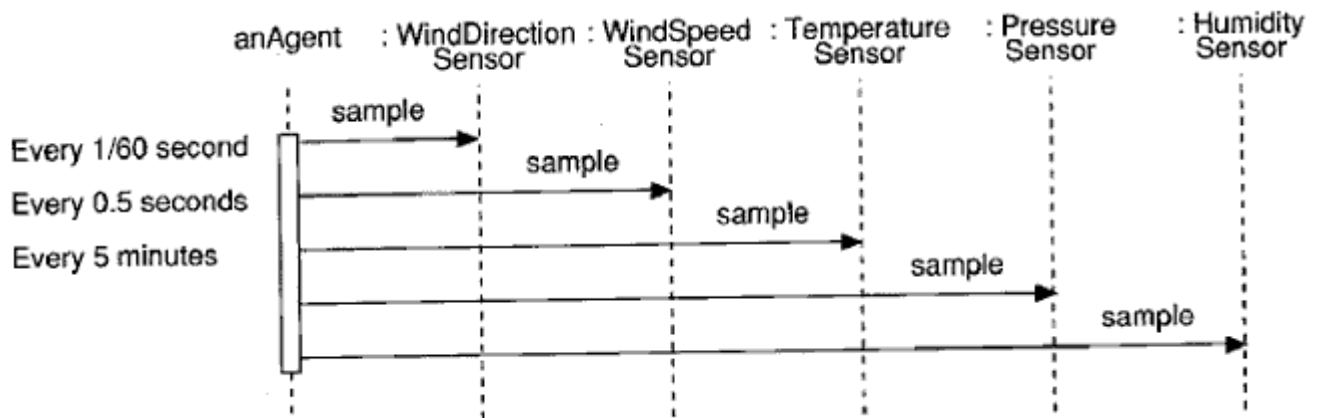 anAgent
: WindDirection
Sensor
: WindSpeed
Sensor
: Temperature
Sensor
: Pressure
Sensor
: Humidity
Sensor
sample
Every 1/60 second
sample
Every 0.5 seconds
sample
Every 5 minutes
sample
sample